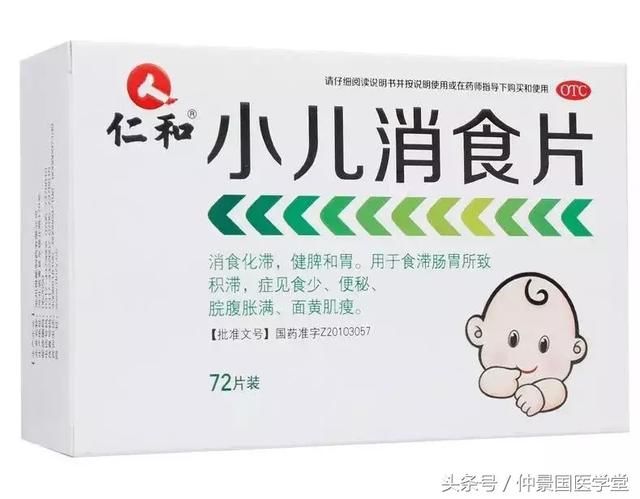 请仔细阅读说明书并按说明使用或在药师指导下购买和使用
OTC
仁和®
小儿消食片
消食化滞，健脾和胃。用于食滞肠胃所致
积滞，症见食少、便秘、
脘腹胀满、面黄肌瘦。
【批准文号】国药准字Z20103057
72片装
头条号／仲景国医学堂